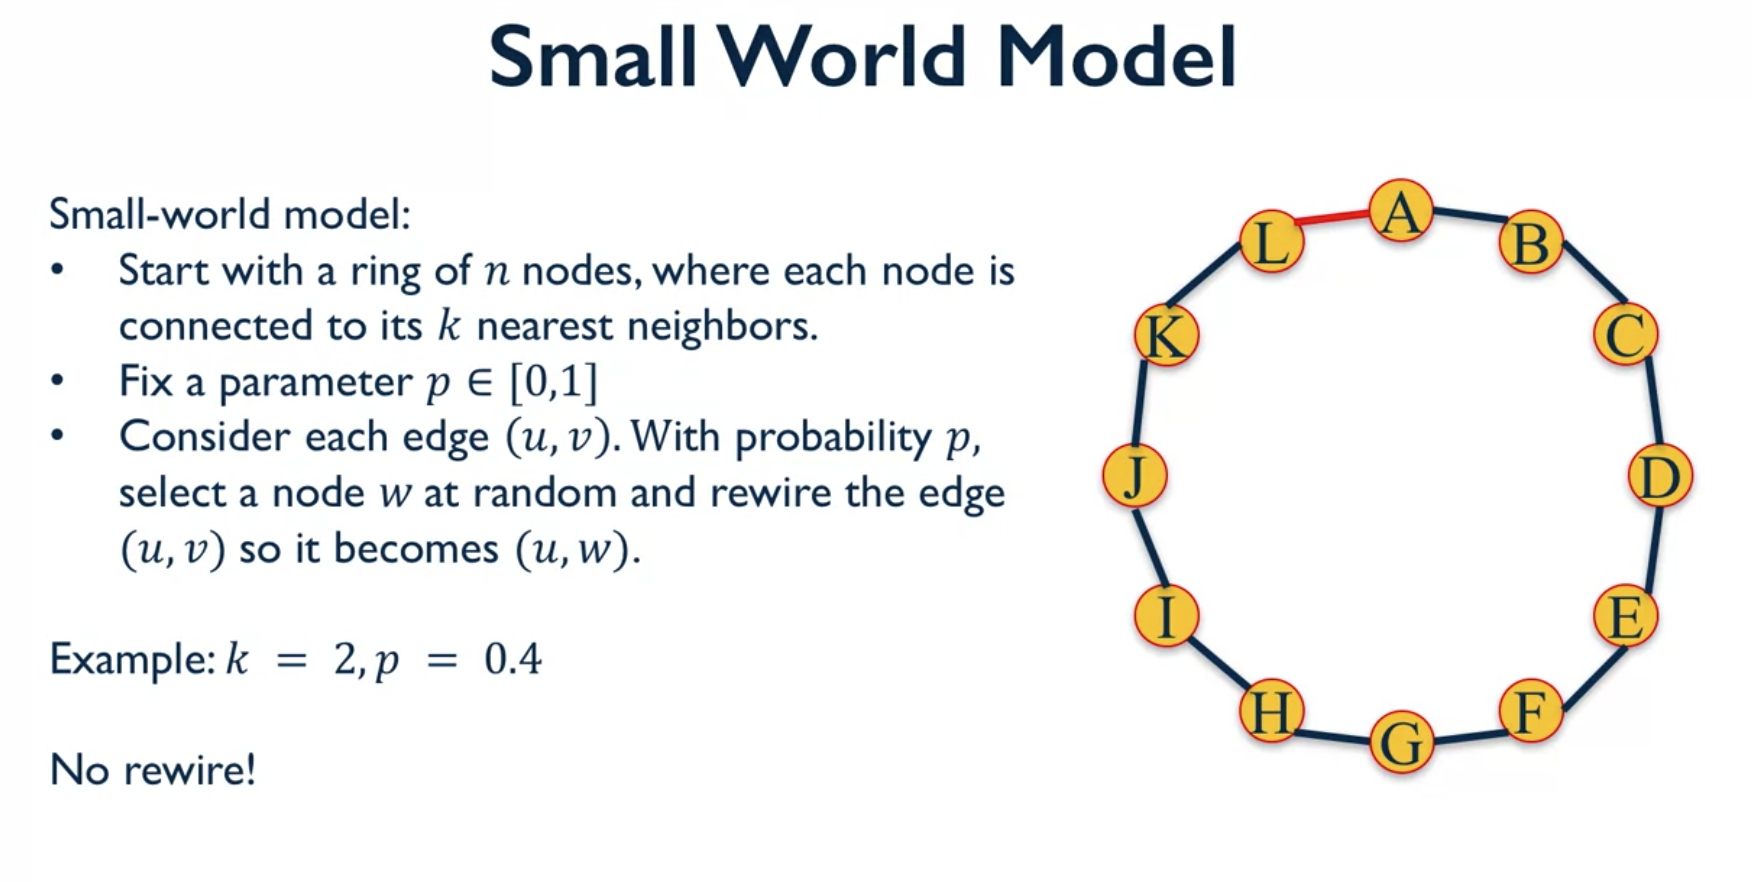 Small World Model
Small-world model:
• Start with a ring of n nodes, where each node is
connected to its k nearest neighbors.
• Fix a parameter p ∈ [0,1]
• Consider each edge (u, v). With probability p,
select a node w at random and rewire the edge
(u, v) so it becomes (u, w).
Example: k = 2, p = 0.4
No rewire!
A
B
C
D
E
F
G
H
I
J
K
L